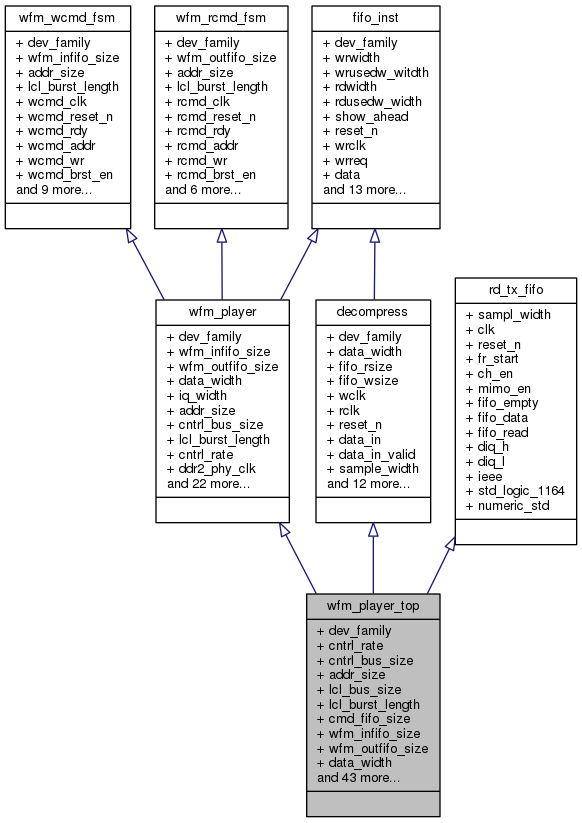 wfm_wcmd_fsm
+ dev_family
+ wfm_infifo_size
+ addr_size
+ lcl_burst_length
+ wcmd_clk
+ wcmd_reset_n
+ wcmd_rdy
+ wcmd_addr
+ wcmd_wr
+ wcmd_brst_en
and 9 more...
wfm_rcmd_fsm
+ dev_family
+ wfm_outfifo_size
+ addr_size
+ lcl_burst_length
+ rcmd_clk
+ rcmd_reset_n
+ rcmd_rdy
+ rcmd_addr
+ rcmd_wr
+ rcmd_brst_en
and 6 more...
fifo_inst
+ dev_family
+ wrwidth
+ wrusedw_witdth
+ rdwidth
+ rdusedw_width
+ show_ahead
+ reset_n
+ wrclk
+ wrreq
+ data
and 13 more...
wfm_player
+ dev_family
+ wfm_infifo_size
+ wfm_outfifo_size
+ data_width
+ iq_width
+ addr_size
+ cntrl_bus_size
+ lcl_burst_length
+ cntrl_rate
+ ddr2_phy_clk
and 22 more...
decompress
+ dev_family
+ data_width
+ fifo_rsize
+ fifo_wsize
+ wclk
+ rclk
+ reset_n
+ data_in
+ data_in_valid
+ sample_width
and 12 more...
rd_tx_fifo
+ sampl_width
+ clk
+ reset_n
+ fr_start
+ ch_en
+ mimo_en
+ fifo_empty
+ fifo_data
+ fifo_read
+ diq_h
+ diq_l
+ ieee
+ std_logic_1164
+ numeric_std
wfm_player_top
+ dev_family
+ cntrl_rate
+ cntrl_bus_size
+ addr_size
+ lcl_bus_size
+ lcl_burst_length
+ cmd_fifo_size
+ wfm_infifo_size
+ wfm_outfifo_size
+ data_width
and 43 more...